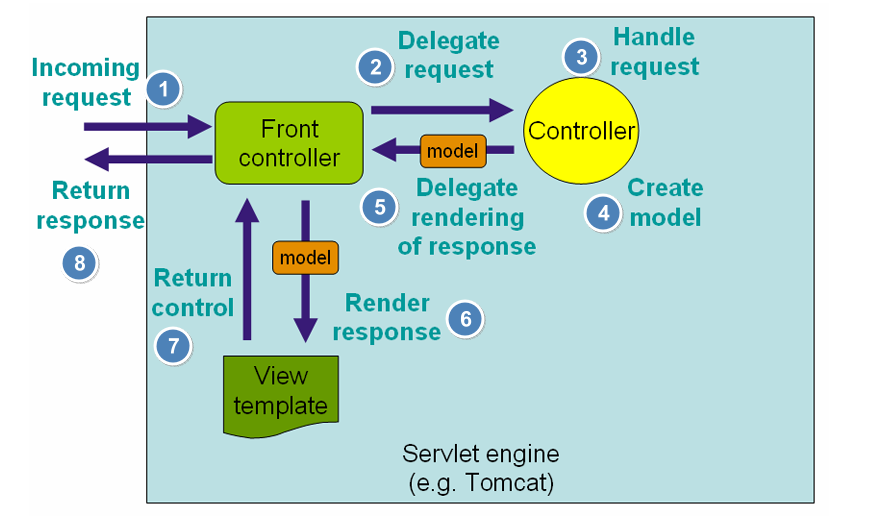 Incoming
request
1
2
Delegate
request
3
Handle
request
Front
controller
Controller
model
Return
response
8
5
Delegate
rendering
of response
4
Create
model
model
Return
control
7
Render
response
6
View
template
Servlet engine
(e.g. Tomcat)